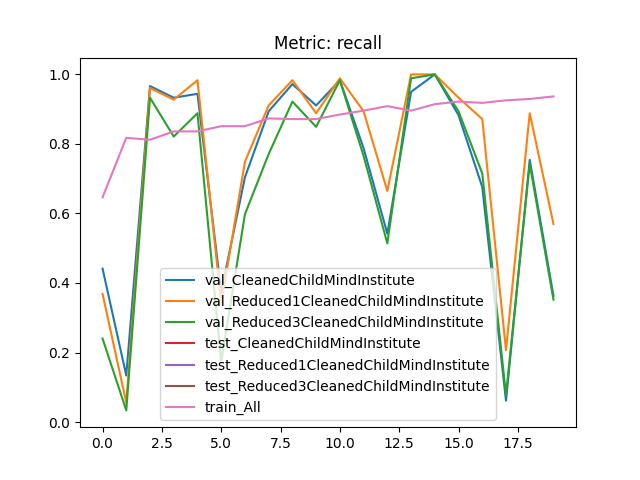 Metric: recall
1.0
0.8
0.6
0.4
0.2
0.0
val_CleanedChildMindInstitute
val_Reduced1CleanedChildMindInstitute
val_Reduced3CleanedChildMindInstitute
test_CleanedChildMindInstitute
test_Reduced1CleanedChildMindInstitute
test_Reduced3CleanedChildMindInstitute
train_All
0.0 2.5 5.0 7.5 10.0 12.5 15.0 17.5